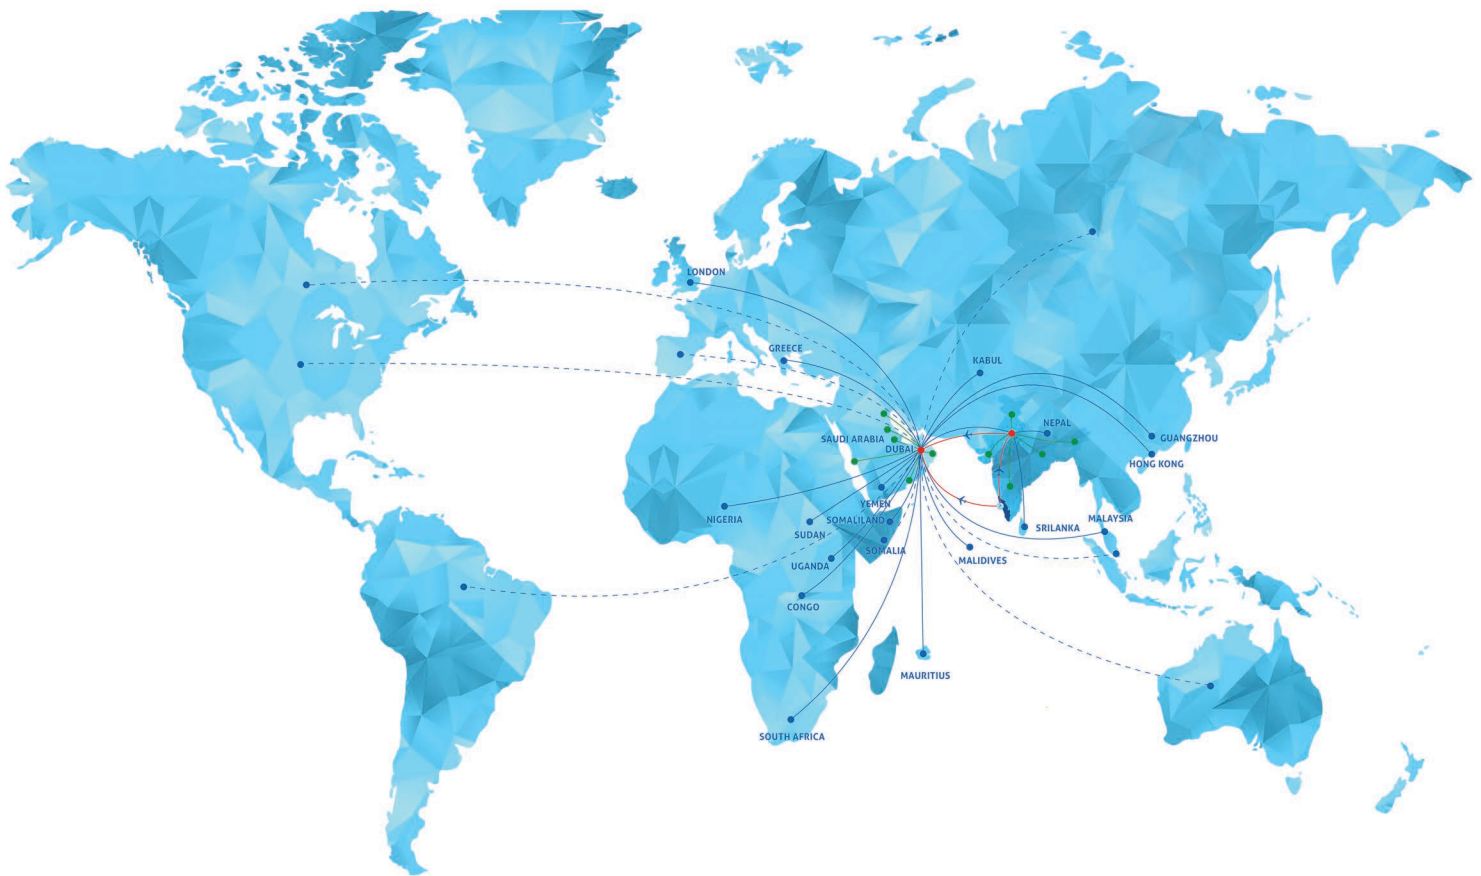 LONDON
GREECE
KABUL
NEPAL
SAUDI ARABIA
GUANGZHOU
DUBAI
HONG KONG
YEMEN
NIGERIA
SOMALILAND
MALAYSIA
SRILANKA
SUDAN
SOMALIA
MALIDIVES
UGANDA
CONGO
MAURITIUS
SOUTH AFRICA